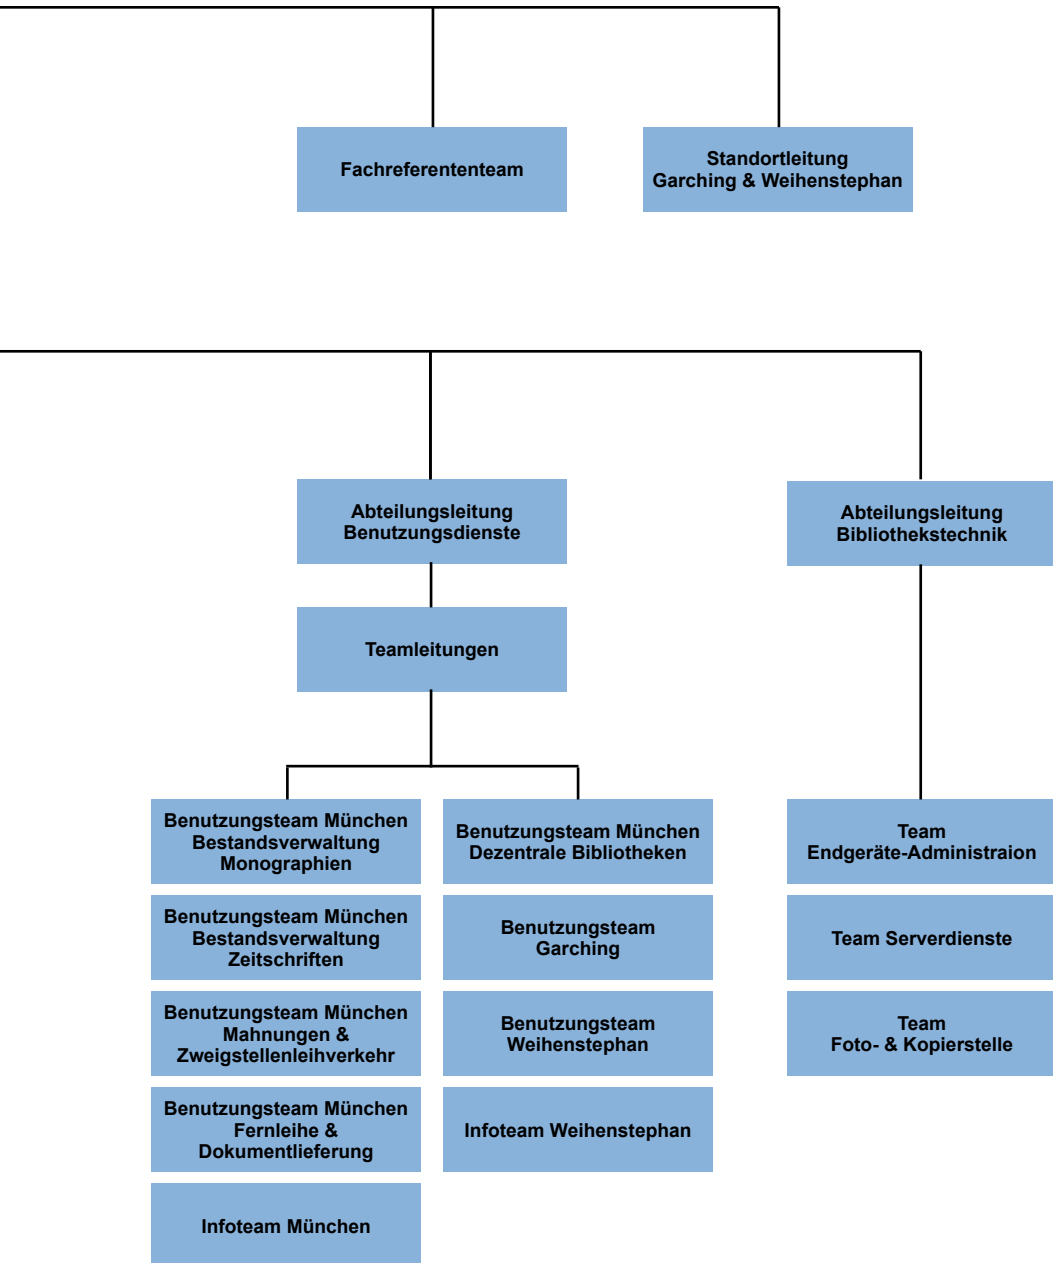 Fachreferententeam
Standortleitung
Garching & Weihenstephan
Abteilungsleitung
Benutzungsdienste
Abteilungsleitung
Bibliothekstechnik
Teamleitungen
Benutzungsteam München
Bestandsverwaltung
Monographien
Benutzungsteam München
Dezentrale Bibliotheken
Team
Endgeräte-Administraion
Benutzungsteam München
Bestandsverwaltung
Zeitschriften
Benutzungsteam
Garching
Team Serverdienste
Benutzungsteam München
Mahnungen &
Zweigstellenleihverkehr
Benutzungsteam
Weihenstephan
Team
Foto- & Kopierstelle
Benutzungsteam München
Fernleihe &
Dokumentlieferung
Infoteam Weihenstephan
Infoteam München